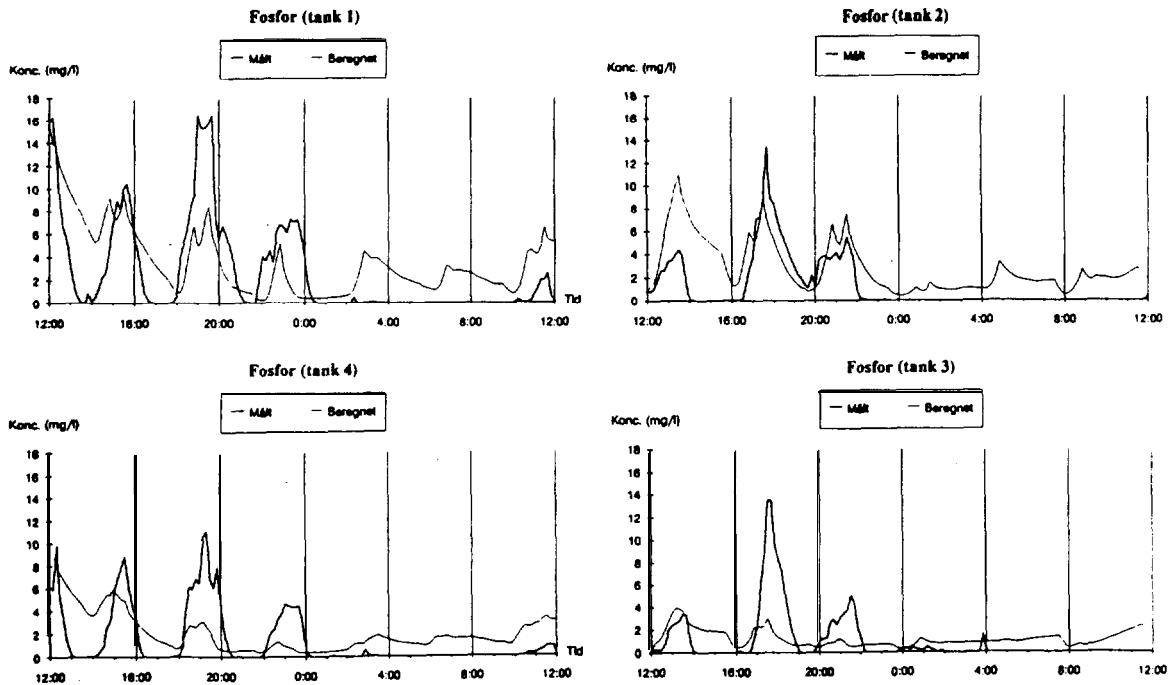 Fosfor (tank 1)
— Målt — Beregnet
Konc. (mg/l)
18
16
14
12
10
8
6
4
2
0
12:00 16:00 20:00 0:00 4:00 8:00 12:00
Tid
Fosfor (tank 2)
— Målt — Beregnet
Konc. (mg/l)
18
16
14
12
10
8
6
4
2
0
12:00 16:00 20:00 0:00 4:00 8:00 12:00
Fosfor (tank 4)
— Målt — Beregnet
Konc. (mg/l)
18
16
14
12
10
8
6
4
2
0
12:00 16:00 20:00 0:00 4:00 8:00 12:00
Tid
Fosfor (tank 3)
— Målt — Beregnet
Konc. (mg/l)
18
16
14
12
10
8
6
4
2
0
12:00 16:00 20:00 0:00 4:00 8:00 12:00